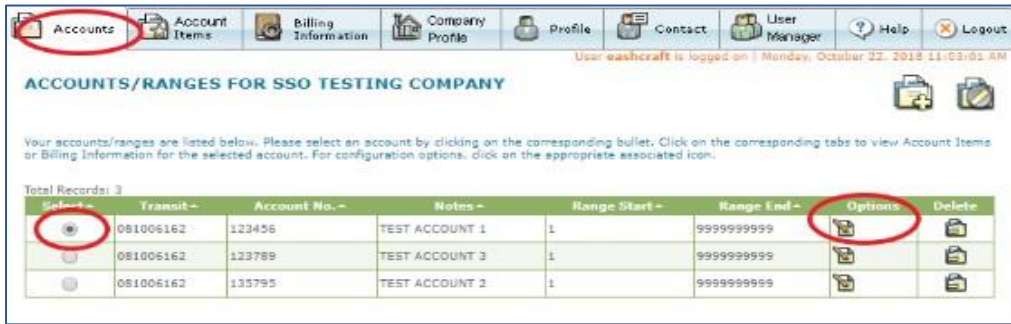 Accounts
Account Items
Billing Information
Company Profile
Profile
Contact
User Manager
Help
Logout
User eashcraft is logged on | Monday, October 22, 2018 11:03:01 AM
ACCOUNTS/RANGES FOR SSO TESTING COMPANY
Your accounts/ranges are listed below. Please select an account by clicking on the corresponding bullet. Click on the corresponding tabs to view Account Items
or Billing Information for the selected account. For configuration options, click on the appropriate associated icon.
Total Records: 3
Select Transit Account No. Notes Range Start Range End Options Delete
081006162 123456 TEST ACCOUNT 1 1 9999999999
081006162 123789 TEST ACCOUNT 3 1 9999999999
081006162 135795 TEST ACCOUNT 2 1 9999999999